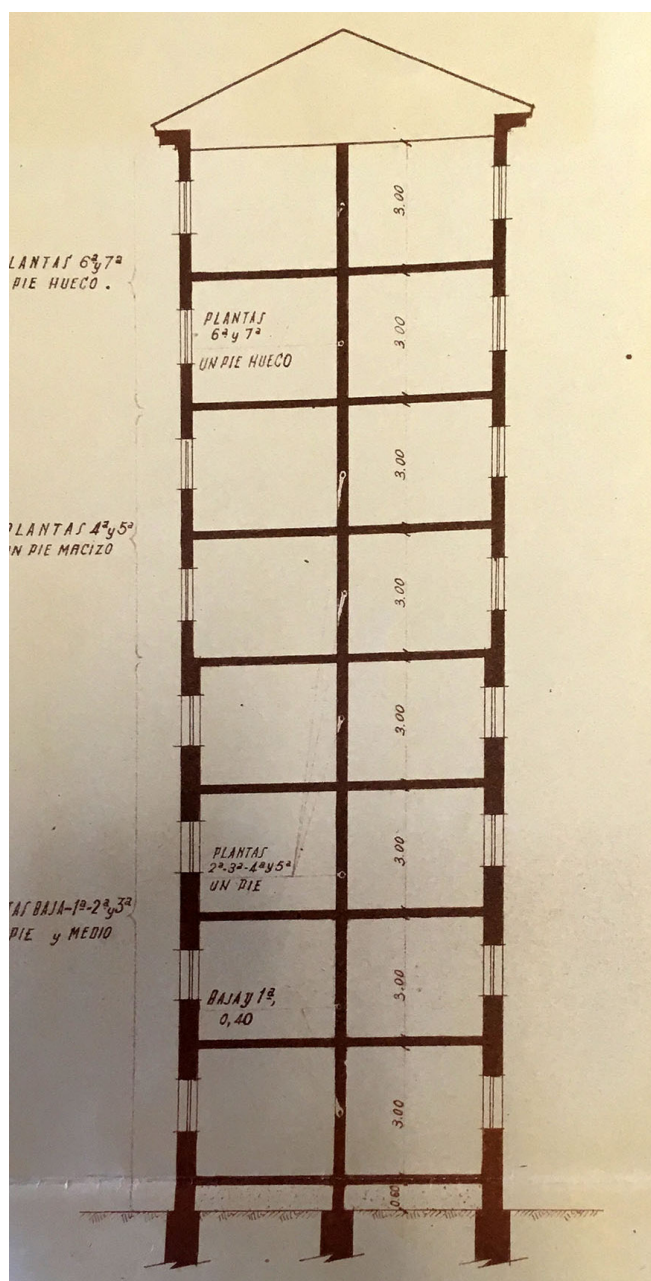 LANTAS 6ª y 7ª
PIE HUECO.
PLANTAS
6ª y 7ª
UN PIE HUECO
PLANTAS 4ª y 5ª
UN PIE MACIZO
PLANTAS
2ª-3ª-4ª y 5ª
UN PIE
TAS BAJA-1ª-2ª y 3ª
PIE y MEDIO
BAJA y 1ª,
0,40
3.00
3.00
3.00
3.00
3.00
3.00
3.00
3.00
0.60